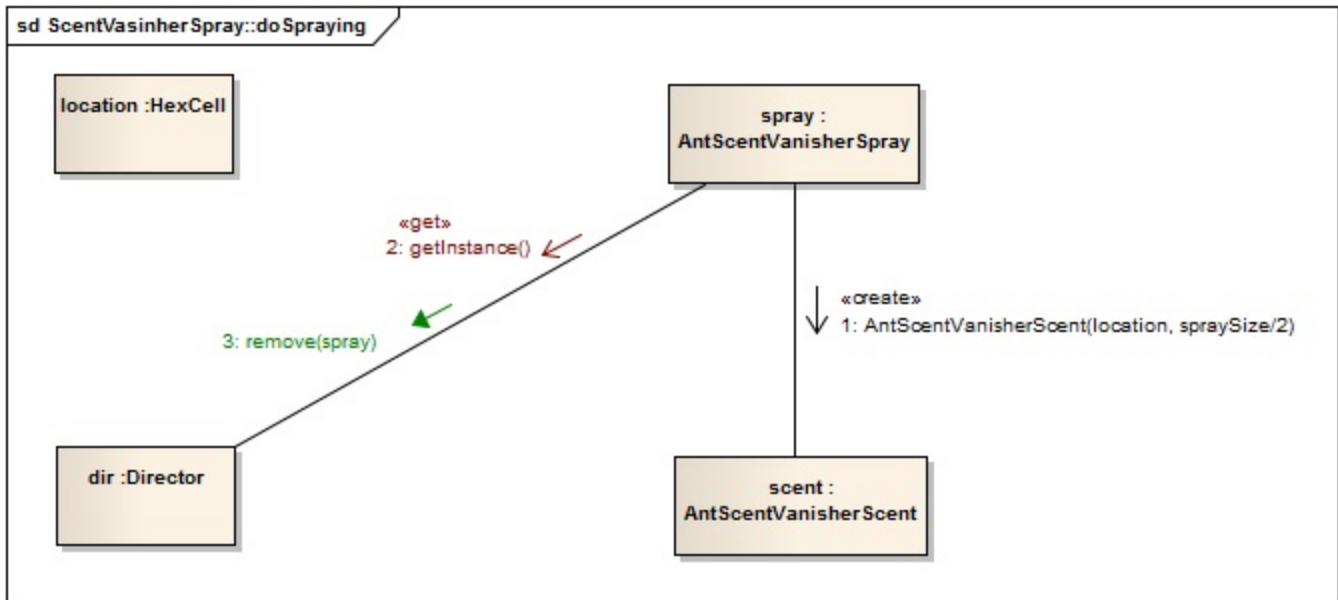 sd ScentVasinherSpray::doSpraying
location :HexCell
spray :
AntScentVanisherSpray
«get»
2: getInstance()
«create»
1: AntScentVanisherScent(location, spraySize/2)
3: remove(spray)
dir :Director
scent :
AntScentVanisherScent